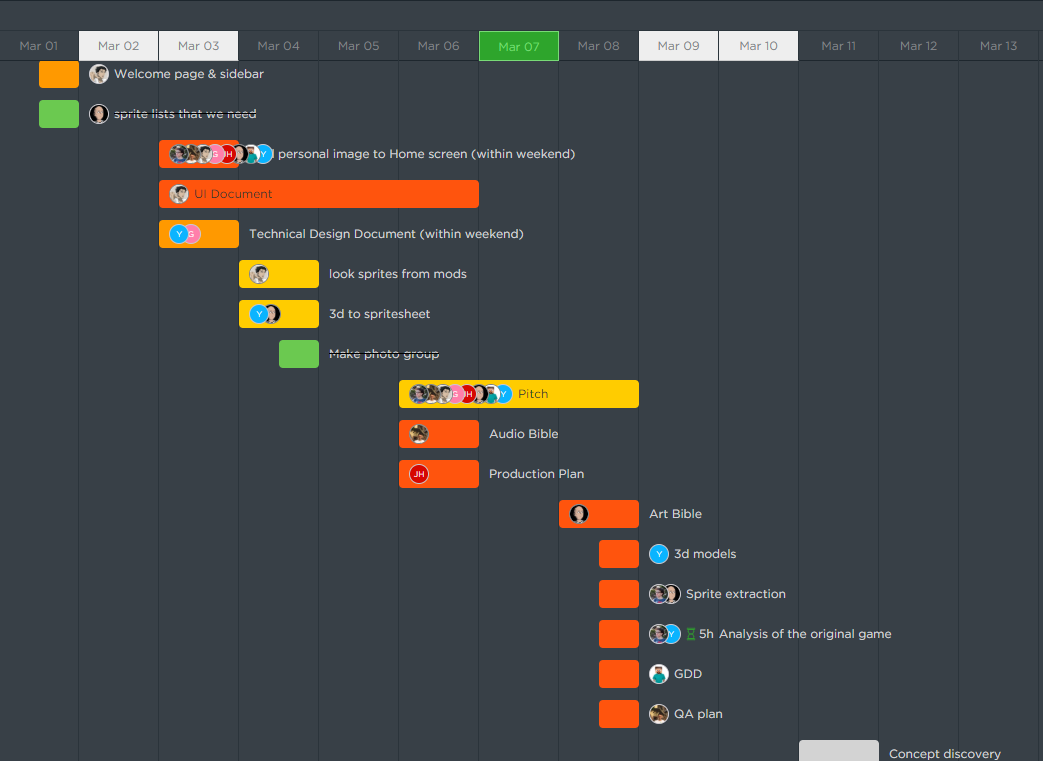 Mar 01 Mar 02 Mar 03 Mar 04 Mar 05 Mar 06 Mar 07 Mar 08 Mar 09 Mar 10 Mar 11 Mar 12 Mar 13
Welcome page & sidebar
sprite lists that we need
G JH Y personal image to Home screen (within weekend)
UI Document
Y G Technical Design Document (within weekend)
look sprites from mods
Y 3d to spritesheet
Make photo group
G JH Y Pitch
Audio Bible
JH Production Plan
Art Bible
Y 3d models
Sprite extraction
Y 5h Analysis of the original game
GDD
QA plan
Concept discovery